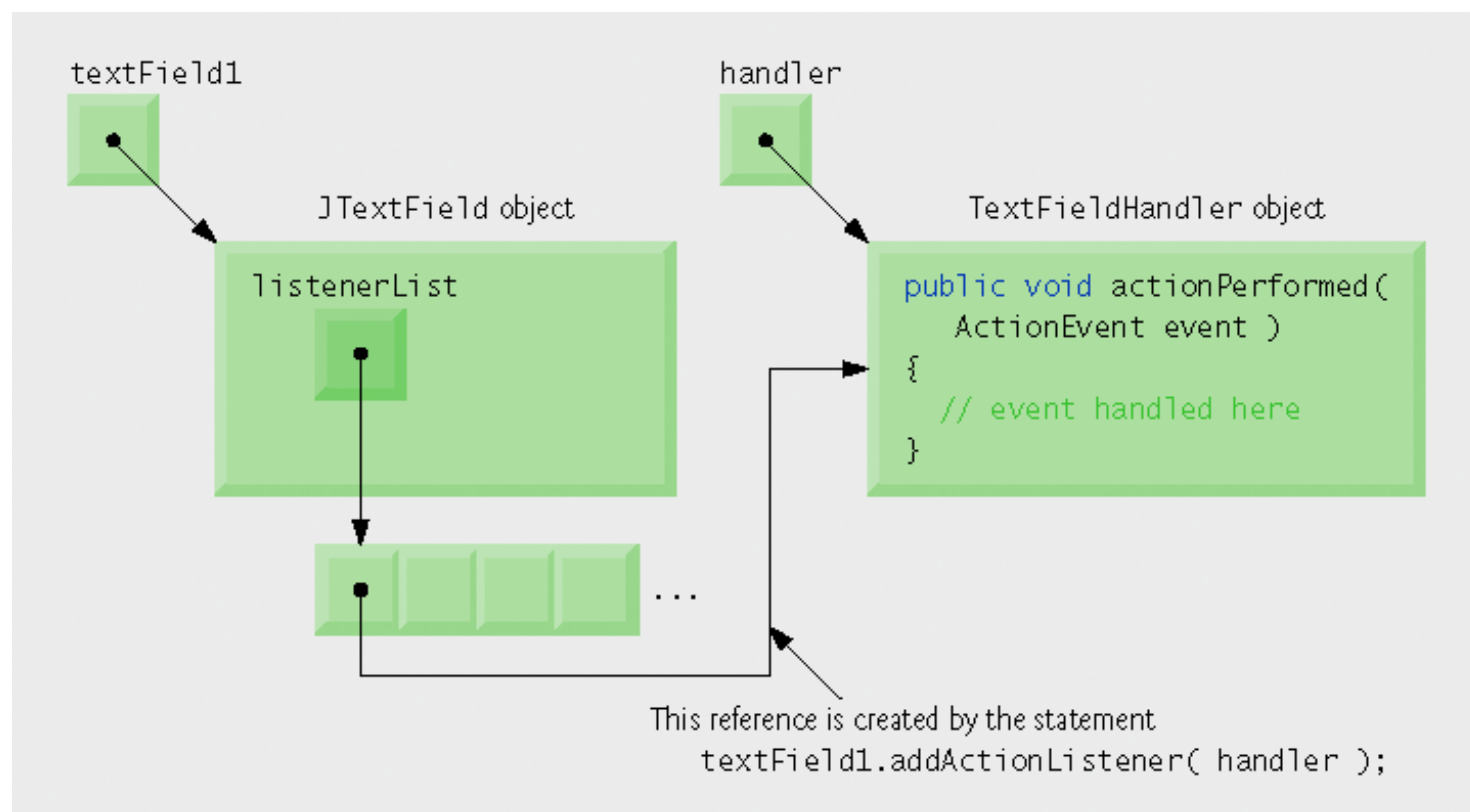 textField1
handler
JTextField object
TextFieldHandler object
listenerList
public void actionPerformed(
ActionEvent event )
{
// event handled here
}
...
This reference is created by the statement
textField1.addActionListener( handler );